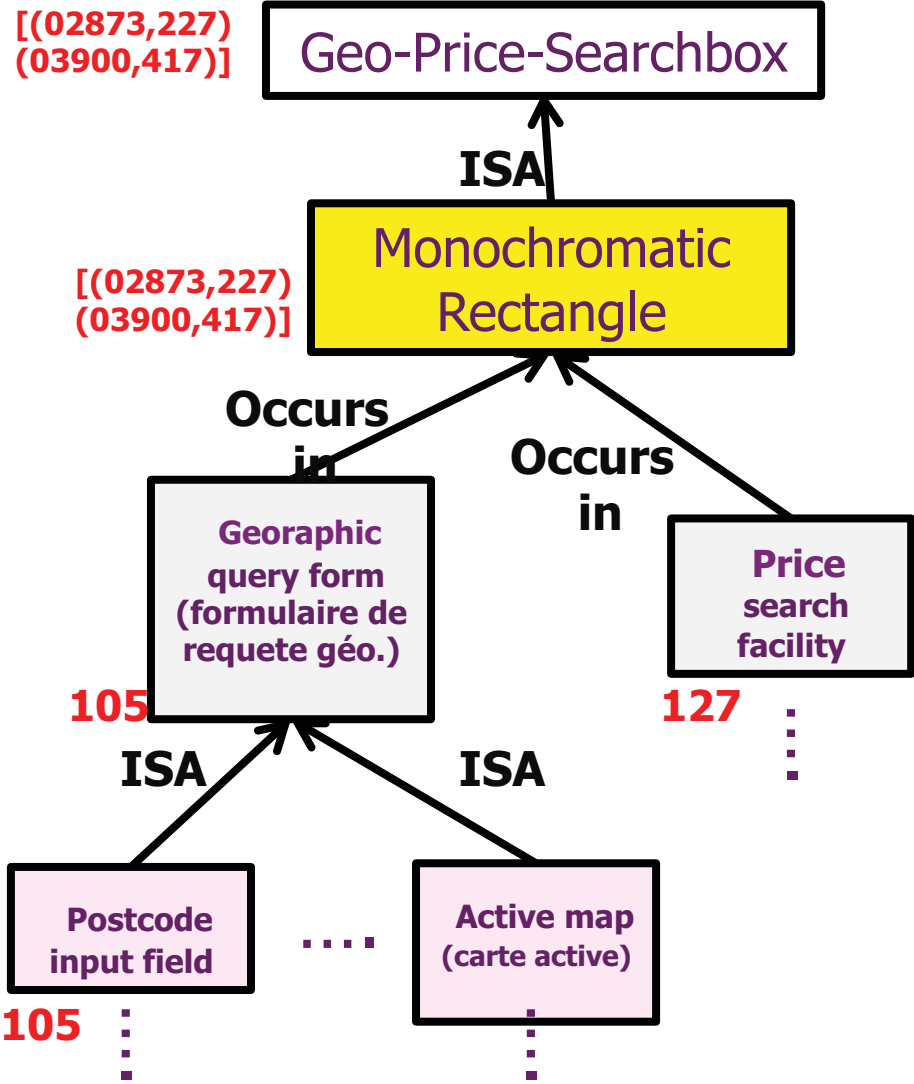 [(02873,227)
(03900,417)]
Geo-Price-Searchbox
ISA
Monochromatic
Rectangle
[(02873,227)
(03900,417)]
Occurs
in
Occurs
in
Georaphic
query form
(formulaire de
requete géo.)
Price
search
facility
105
127
ISA
ISA
Postcode
input field
Active map
(carte active)
105